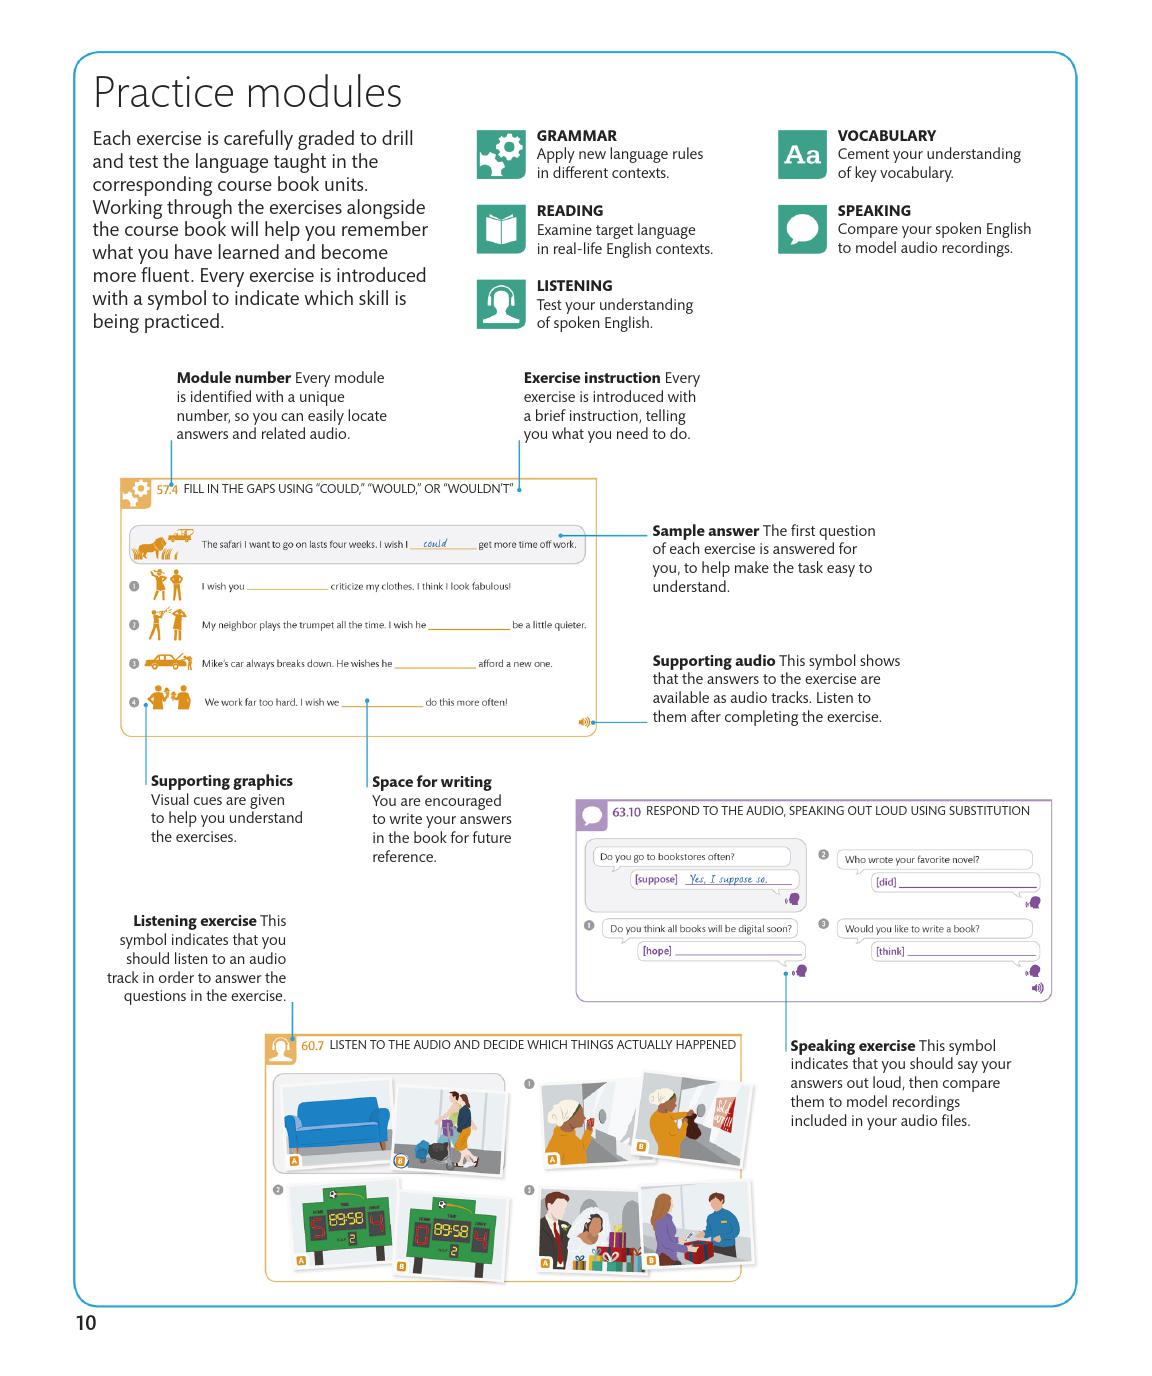 Practice modules
Each exercise is carefully graded to drill
and test the language taught in the
corresponding course book units.
Working through the exercises alongside
the course book will help you remember
what you have learned and become
more fluent. Every exercise is introduced
with a symbol to indicate which skill is
being practiced.
GRAMMAR
Apply new language rules
in different contexts.
READING
Examine target language
in real-life English contexts.
LISTENING
Test your understanding
of spoken English.
Aa
VOCABULARY
Cement your understanding
of key vocabulary.
SPEAKING
Compare your spoken English
to model audio recordings.
Module number Every module
is identified with a unique
number, so you can easily locate
answers and related audio.
Exercise instruction Every
exercise is introduced with
a brief instruction, telling
you what you need to do.
57.4 FILL IN THE GAPS USING “COULD,” “WOULD,” OR “WOULDN’T”
The safari I want to go on lasts four weeks. I wish I could get more time off work.
1 I wish you criticize my clothes. I think I look fabulous!
2 My neighbor plays the trumpet all the time. I wish he be a little quieter.
3 Mike’s car always breaks down. He wishes he afford a new one.
4 We work far too hard. I wish we do this more often!
Sample answer The first question
of each exercise is answered for
you, to help make the task easy to
understand.
Supporting audio This symbol shows
that the answers to the exercise are
available as audio tracks. Listen to
them after completing the exercise.
Supporting graphics
Visual cues are given
to help you understand
the exercises.
Space for writing
You are encouraged
to write your answers
in the book for future
reference.
63.10 RESPOND TO THE AUDIO, SPEAKING OUT LOUD USING SUBSTITUTION
Do you go to bookstores often?
[suppose] Yes, I suppose so.
1 Do you think all books will be digital soon?
[hope]
2 Who wrote your favorite novel?
[did]
3 Would you like to write a book?
[think]
Listening exercise This
symbol indicates that you
should listen to an audio
track in order to answer the
questions in the exercise.
60.7 LISTEN TO THE AUDIO AND DECIDE WHICH THINGS ACTUALLY HAPPENED
A
B
1
A
B
2
89:58
5
4
2
A
89:58
0
4
2
B
3
A
B
Speaking exercise This symbol
indicates that you should say your
answers out loud, then compare
them to model recordings
included in your audio files.
10